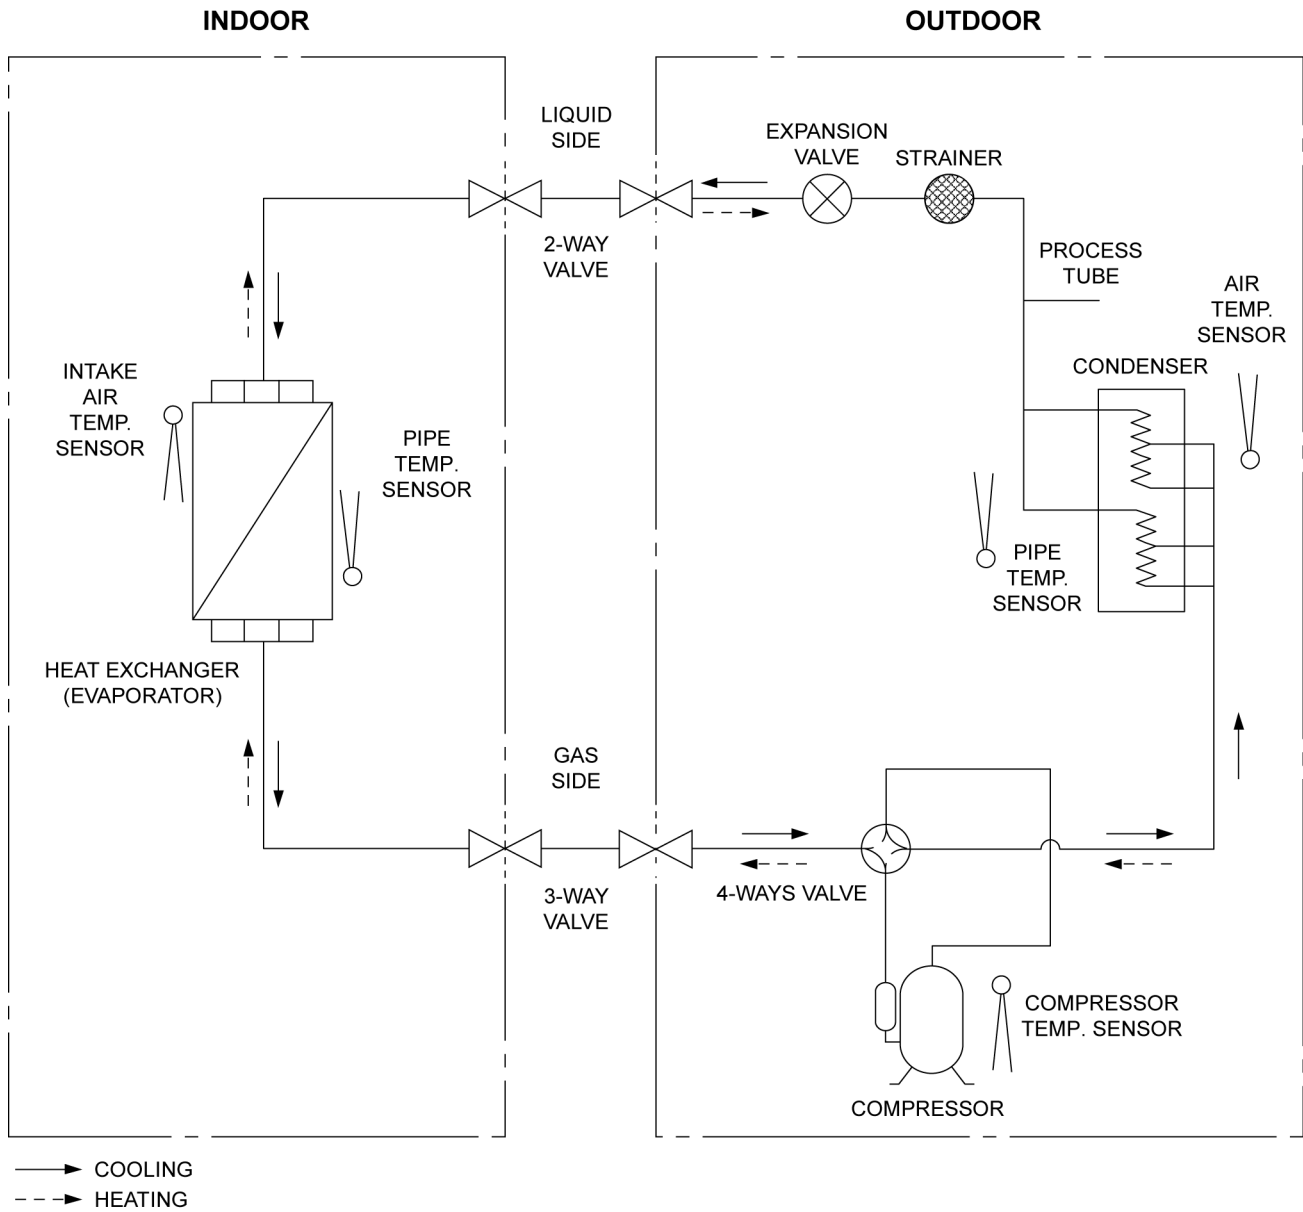 INDOOR
OUTDOOR
LIQUID
SIDE
EXPANSION
VALVE
STRAINER
2-WAY
VALVE
PROCESS
TUBE
AIR
TEMP.
SENSOR
CONDENSER
INTAKE
AIR
TEMP.
SENSOR
PIPE
TEMP.
SENSOR
PIPE
TEMP.
SENSOR
HEAT EXCHANGER
(EVAPORATOR)
GAS
SIDE
3-WAY
VALVE
4-WAYS VALVE
COMPRESSOR
TEMP. SENSOR
COMPRESSOR
COOLING
HEATING